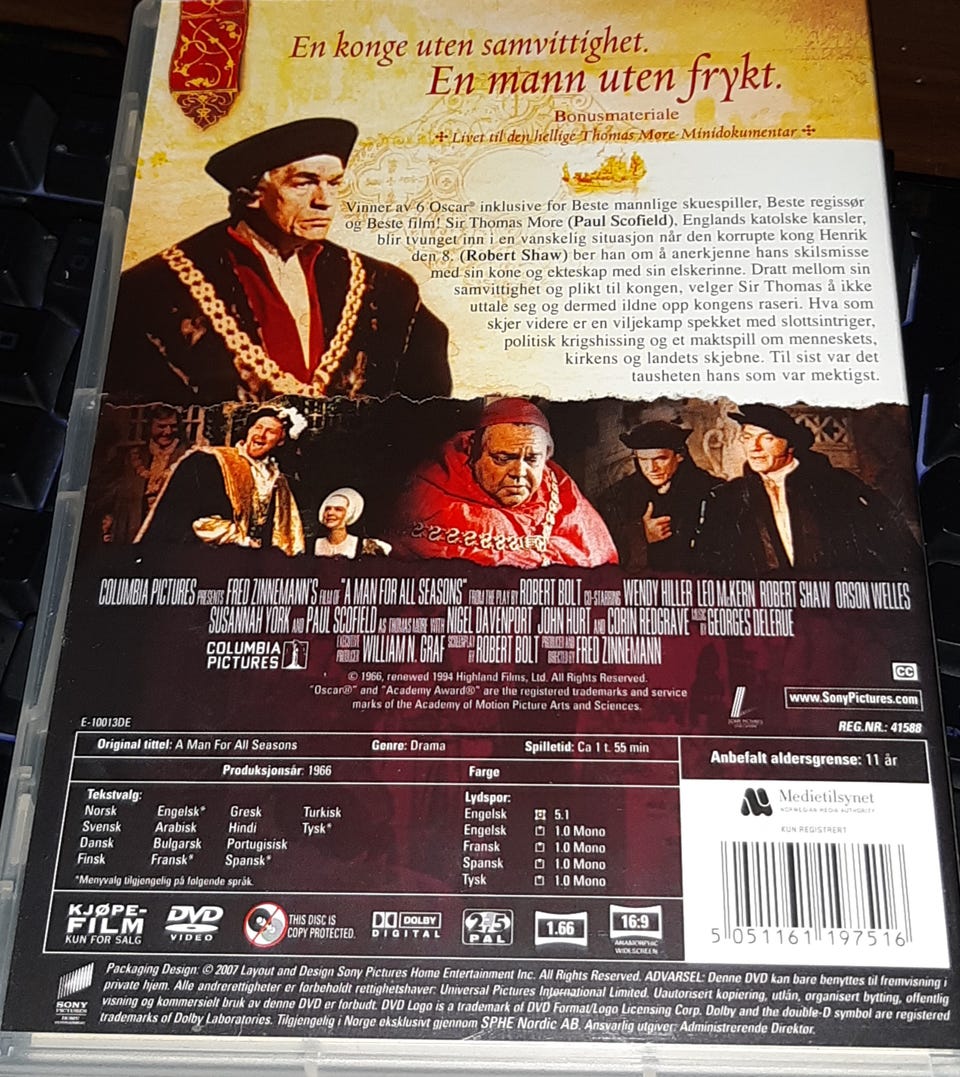 En konge uten samvittighet.
En mann uten frykt.
Bonusmateriale
Livet til den hellige Thomas More-Minidokumentar
Vinner av 6 Oscar® inklusive for Beste mannlige skuespiller, Beste regissør
og Beste film! Sir Thomas More (Paul Scofield), Englands katolske kansler,
blir tvunget inn i en vanskelig situasjon når den korrupte kong Henrik
den 8. (Robert Shaw) ber han om å anerkjenne hans skilsmisse
med sin kone og ekteskap med sin elskerinne. Dratt mellom sin
samvittighet og plikt til kongen, velger Sir Thomas å ikke
uttale seg og dermed ildne opp kongens raseri. Hva som
skjer videre er en viljekamp spekket med slottsintriger,
politisk krigshissing og et maktspill om menneskets,
kirkens og landets skjebne. Til sist var det
tausheten hans som var mektigst.
COLUMBIA PICTURES PRESENTS FRED ZINNEMANN'S FILM OF "A MAN FOR ALL SEASONS" FROM THE PLAY BY ROBERT BOLT CO-STARRING WENDY HILLER LEO McKERN ROBERT SHAW ORSON WELLES
SUSANNAH YORK AND PAUL SCOFIELD AS THOMAS MORE WITH NIGEL DAVENPORT JOHN HURT AND CORIN REDGRAVE MUSIC BY GEORGES DELERUE
COLUMBIA PICTURES EXECUTIVE PRODUCER WILLIAM N. GRAF SCREENPLAY BY ROBERT BOLT PRODUCED AND DIRECTED BY FRED ZINNEMANN
© 1966, renewed 1994 Highland Films, Ltd. All Rights Reserved.
"Oscar®" and "Academy Award®" are the registered trademarks and service
marks of the Academy of Motion Picture Arts and Sciences.
CC
SONY PICTURES
www.SonyPictures.com
E-10013DE
REG.NR.: 41588
Original tittel: A Man For All Seasons Genre: Drama Spilletid: Ca 1 t. 55 min
Produksjonsår: 1966 Farge
Tekstvalg:
Norsk Engelsk* Gresk Turkisk
Svensk Arabisk Hindi Tysk*
Dansk Bulgarsk Portugisisk
Finsk Fransk* Spansk*
*Menyvalg tilgjengelig på følgende språk.
Lydspor:
Engelsk 5.1
Engelsk 1.0 Mono
Fransk 1.0 Mono
Spansk 1.0 Mono
Tysk 1.0 Mono
Anbefalt aldersgrense: 11 år
Medietilsynet
NORWEGIAN MEDIA AUTHORITY
KUN REGISTRERT
5 051161 197516
KJØPE-
FILM
KUN FOR SALG
DVD
VIDEO
THIS DISC IS
COPY PROTECTED.
DOLBY
DIGITAL
2+5
PAL
1.66
16:9
ANAMORPHIC
WIDESCREEN
SONY
PICTURES
HOME
ENTERTAINMENT
Packaging Design: © 2007 Layout and Design Sony Pictures Home Entertainment Inc. All Rights Reserved. ADVARSEL: Denne DVD kan bare benyttes til fremvisning i
private hjem. Alle andrerettigheter er forbeholdt rettighetshaver: Universal Pictures International Limited. Uautorisert kopiering, utlån, organisert bytting, offentlig
visning og kommersielt bruk av denne DVD er forbudt. DVD Logo is a trademark of DVD Format/Logo Licensing Corp. Dolby and the double-D symbol are registered
trademarks of Dolby Laboratories. Tilgjengelig i Norge eksklusivt gjennom SPHE Nordic AB. Ansvarlig utgiver: Administrerende Direktør.